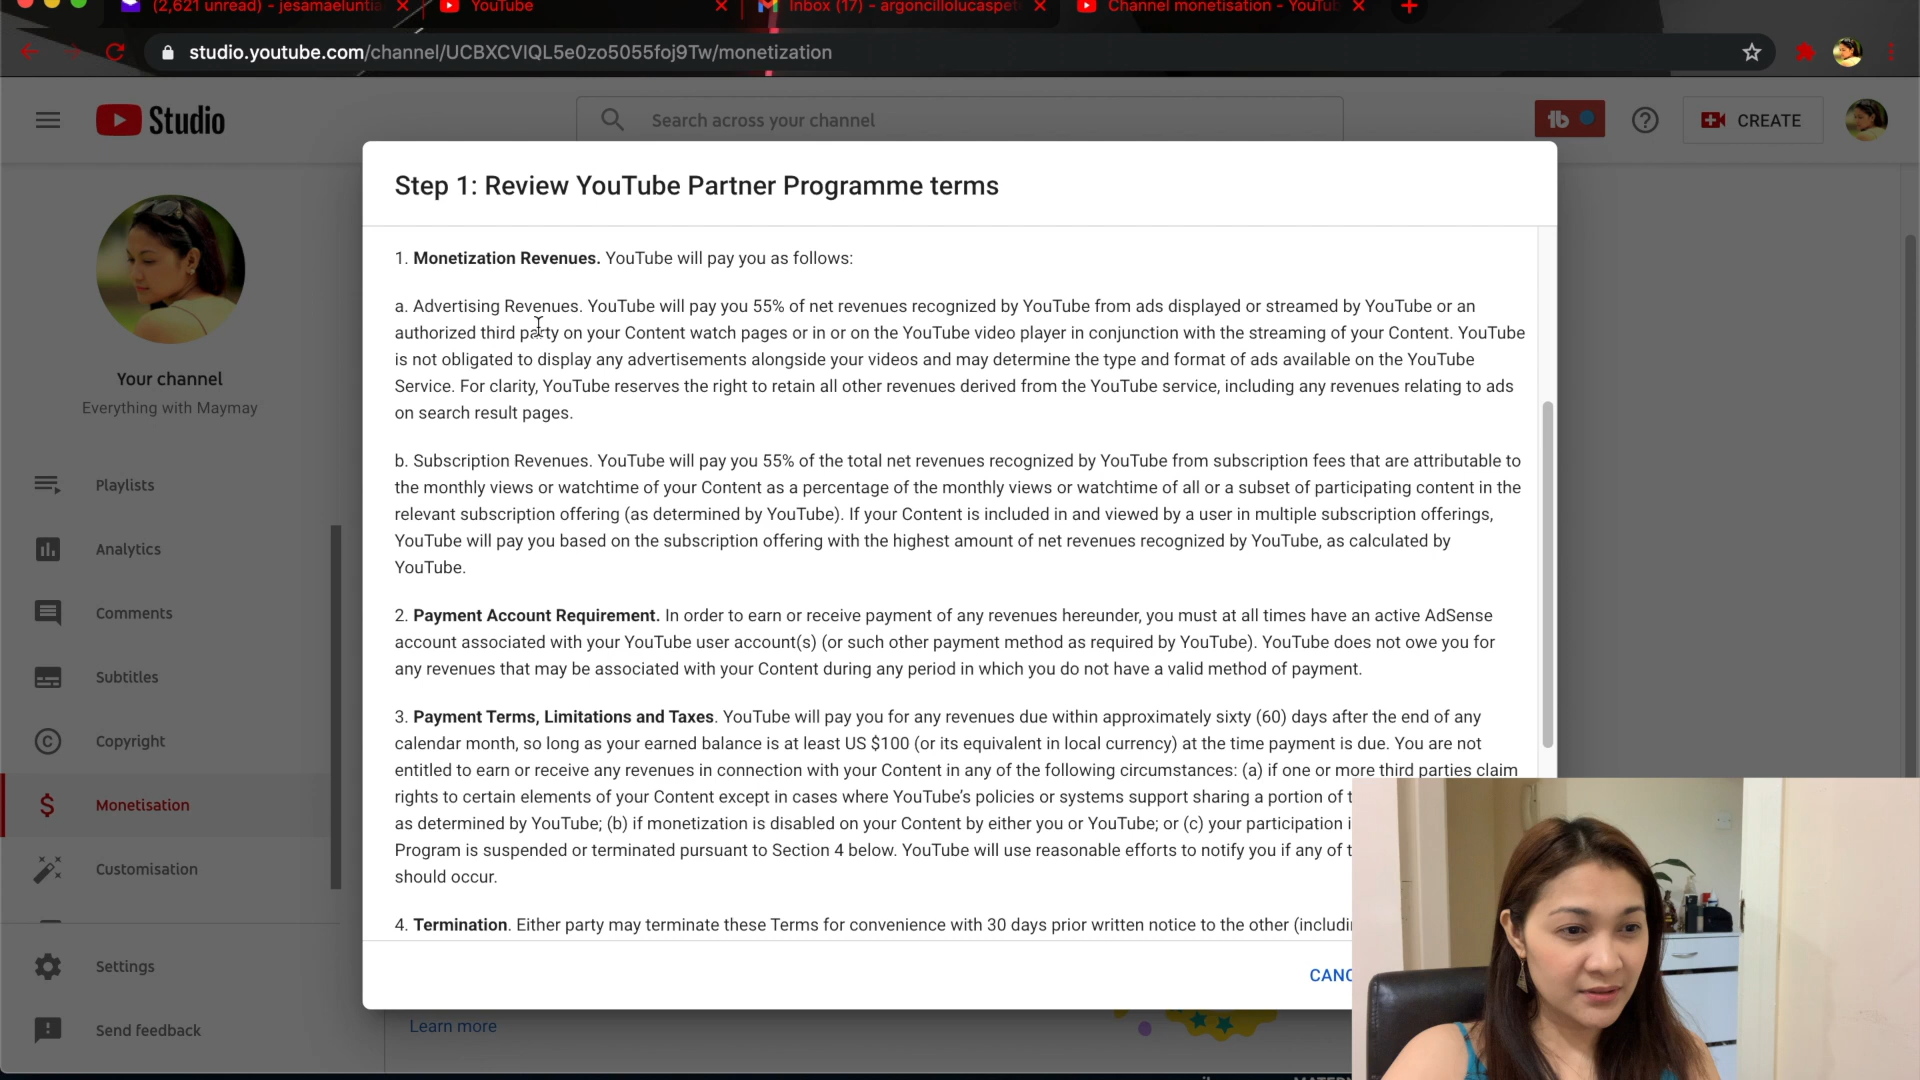 (2,621 unread) - jesamaeluntia
YouTube
Inbox (17) - argoncillolucaspet
Channel monetisation - YouTub
studio.youtube.com/channel/UCBXCVIQL5e0zo5055foj9Tw/monetization
Studio
Search across your channel
CREATE
Step 1: Review YouTube Partner Programme terms
1. Monetization Revenues. YouTube will pay you as follows:
a. Advertising Revenues. YouTube will pay you 55% of net revenues recognized by YouTube from ads displayed or streamed by YouTube or an
authorized third party on your Content watch pages or in or on the YouTube video player in conjunction with the streaming of your Content. YouTube
is not obligated to display any advertisements alongside your videos and may determine the type and format of ads available on the YouTube
Service. For clarity, YouTube reserves the right to retain all other revenues derived from the YouTube service, including any revenues relating to ads
on search result pages.
b. Subscription Revenues. YouTube will pay you 55% of the total net revenues recognized by YouTube from subscription fees that are attributable to
the monthly views or watchtime of your Content as a percentage of the monthly views or watchtime of all or a subset of participating content in the
relevant subscription offering (as determined by YouTube). If your Content is included in and viewed by a user in multiple subscription offerings,
YouTube will pay you based on the subscription offering with the highest amount of net revenues recognized by YouTube, as calculated by
YouTube.
2. Payment Account Requirement. In order to earn or receive payment of any revenues hereunder, you must at all times have an active AdSense
account associated with your YouTube user account(s) (or such other payment method as required by YouTube). YouTube does not owe you for
any revenues that may be associated with your Content during any period in which you do not have a valid method of payment.
3. Payment Terms, Limitations and Taxes. YouTube will pay you for any revenues due within approximately sixty (60) days after the end of any
calendar month, so long as your earned balance is at least US $100 (or its equivalent in local currency) at the time payment is due. You are not
entitled to earn or receive any revenues in connection with your Content in any of the following circumstances: (a) if one or more third parties claim
rights to certain elements of your Content except in cases where YouTube's policies or systems support sharing a portion of t
as determined by YouTube; (b) if monetization is disabled on your Content by either you or YouTube; or (c) your participation i
Program is suspended or terminated pursuant to Section 4 below. YouTube will use reasonable efforts to notify you if any of t
should occur.
4. Termination. Either party may terminate these Terms for convenience with 30 days prior written notice to the other (includi
CANC
Learn more
Your channel
Everything with Maymay
Playlists
Analytics
Comments
Subtitles
Copyright
Monetisation
Customisation
Settings
Send feedback